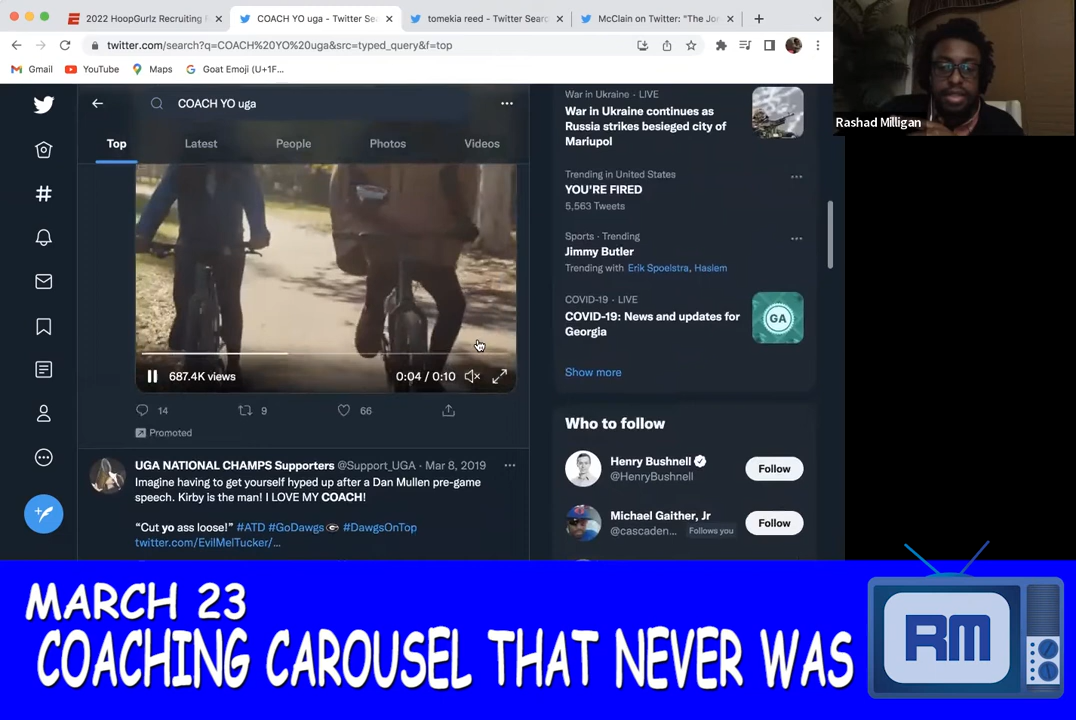 2022 HoopGurlz Recruiting
COACH YO uga - Twitter Se
tomekia reed - Twitter Searc
McClain on Twitter: "The Jo
twitter.com/search?q=COACH%20YO%20uga&src=typed_query&f=top
Gmail
YouTube
Maps
Goat Emoji (U+1F...
Rashad Milligan
COACH YO uga
Top
Latest
People
Photos
Videos
687.4K views
0:04 / 0:10
14
9
66
Promoted
UGA NATIONAL CHAMPS Supporters @Support_UGA · Mar 8, 2019
Imagine having to get yourself hyped up after a Dan Mullen pre-game
speech. Kirby is the man! I LOVE MY COACH!
"Cut yo ass loose!" #ATD #GoDawgs #DawgsOnTop
twitter.com/EvilMelTucker/...
War in Ukraine · LIVE
War in Ukraine continues as
Russia strikes besieged city of
Mariupol
Trending in United States
YOU'RE FIRED
5,563 Tweets
Sports · Trending
Jimmy Butler
Trending with Erik Spoelstra, Haslem
COVID-19 · LIVE
COVID-19: News and updates for
Georgia
GA
Show more
Who to follow
Henry Bushnell
@HenryBushnell
Follow
Michael Gaither, Jr
@cascaden... Follows you
Follow
MARCH 23
COACHING CAROUSEL THAT NEVER WAS
RM